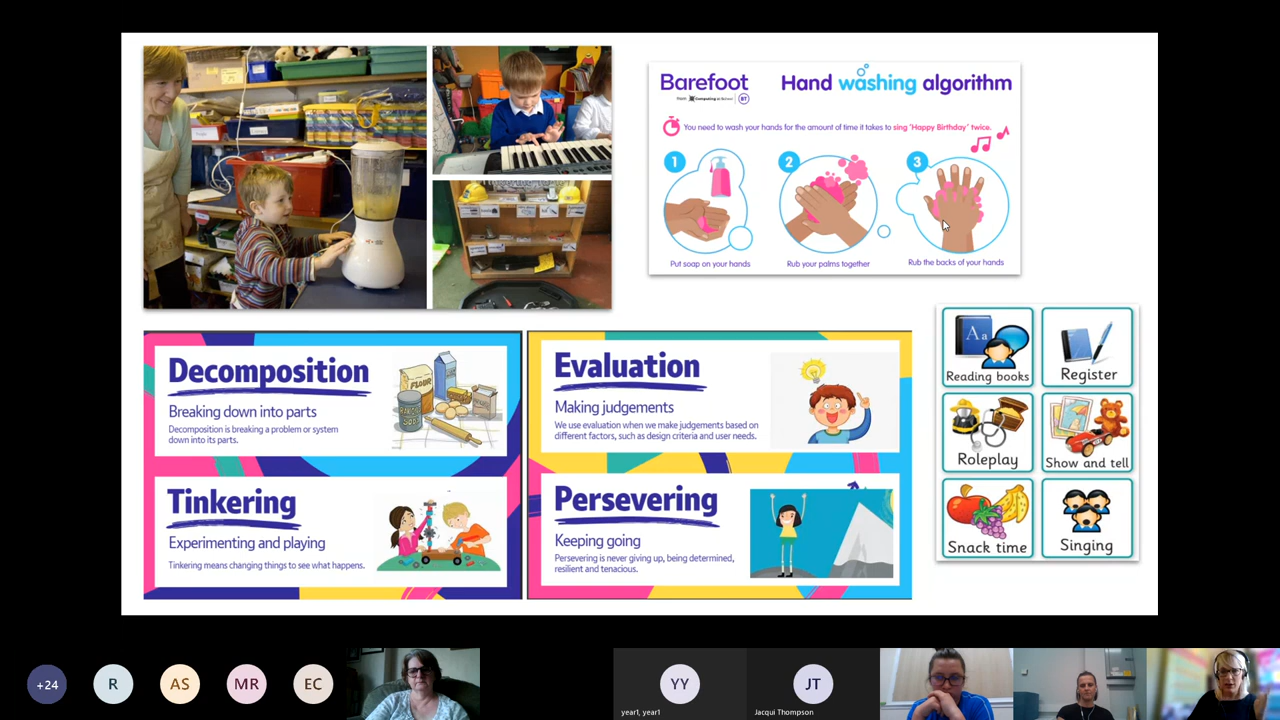 Barefoot
from Computing at School BT
Hand washing algorithm
You need to wash your hands for the amount of time it takes to sing "Happy Birthday" twice.
1
2
3
Put soap on your hands
Rub your palms together
Rub the backs of your hands
Decomposition
Breaking down into parts
Decomposition is breaking a problem or system
down into its parts.
FLOUR
Tinkering
Experimenting and playing
Tinkering means changing things to see what happens.
Evaluation
Making judgements
We use evaluation when we make judgements based on
different factors, such as design criteria and user needs.
Persevering
Keeping going
Persevering is never giving up, being determined,
resilient and tenacious.
Aa
Reading books
Register
Roleplay
Show and tell
Snack time
Singing
+24
R
AS
MR
EC
YY
year1, year1
JT
Jacqui Thompson